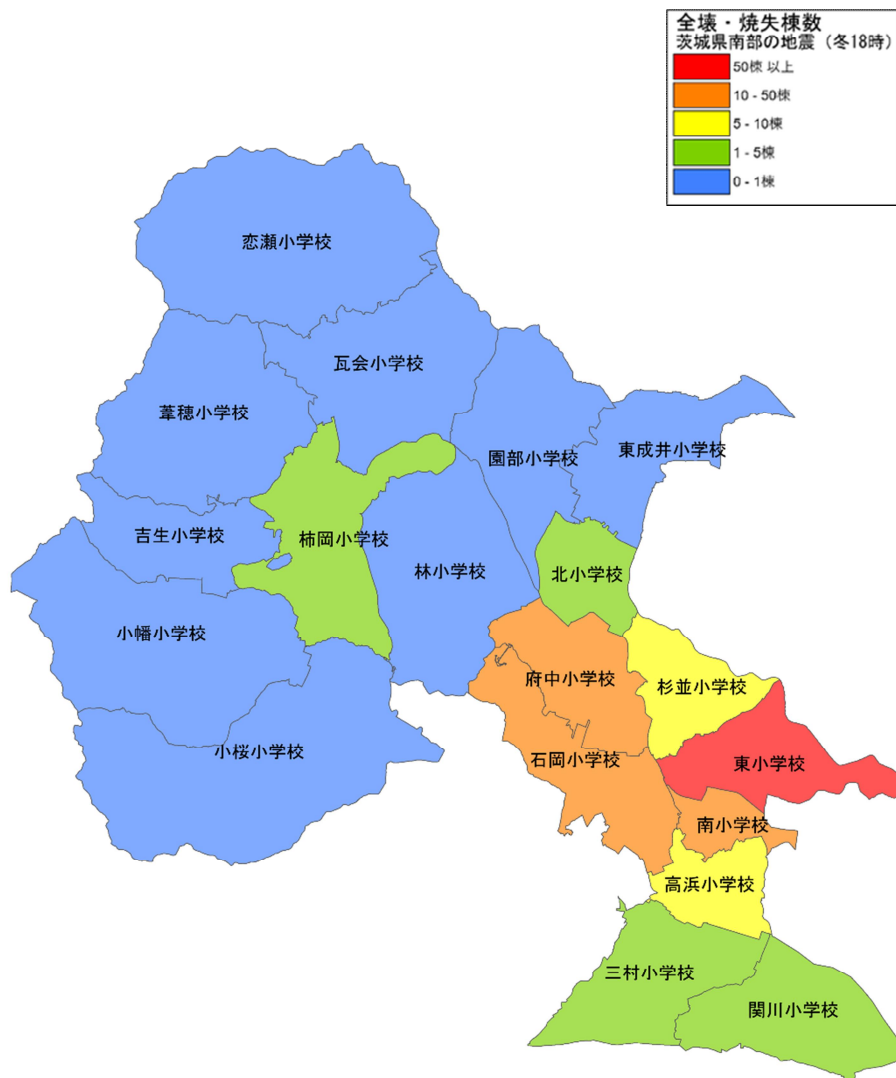 全壊・焼失棟数
茨城県南部の地震（冬18時）
50棟 以上
10 - 50棟
5 - 10棟
1 - 5棟
0 - 1棟
恋瀬小学校
瓦会小学校
葦穂小学校
園部小学校
東成井小学校
吉生小学校
柿岡小学校
林小学校
北小学校
小幡小学校
府中小学校
杉並小学校
小桜小学校
石岡小学校
東小学校
南小学校
高浜小学校
三村小学校
関川小学校